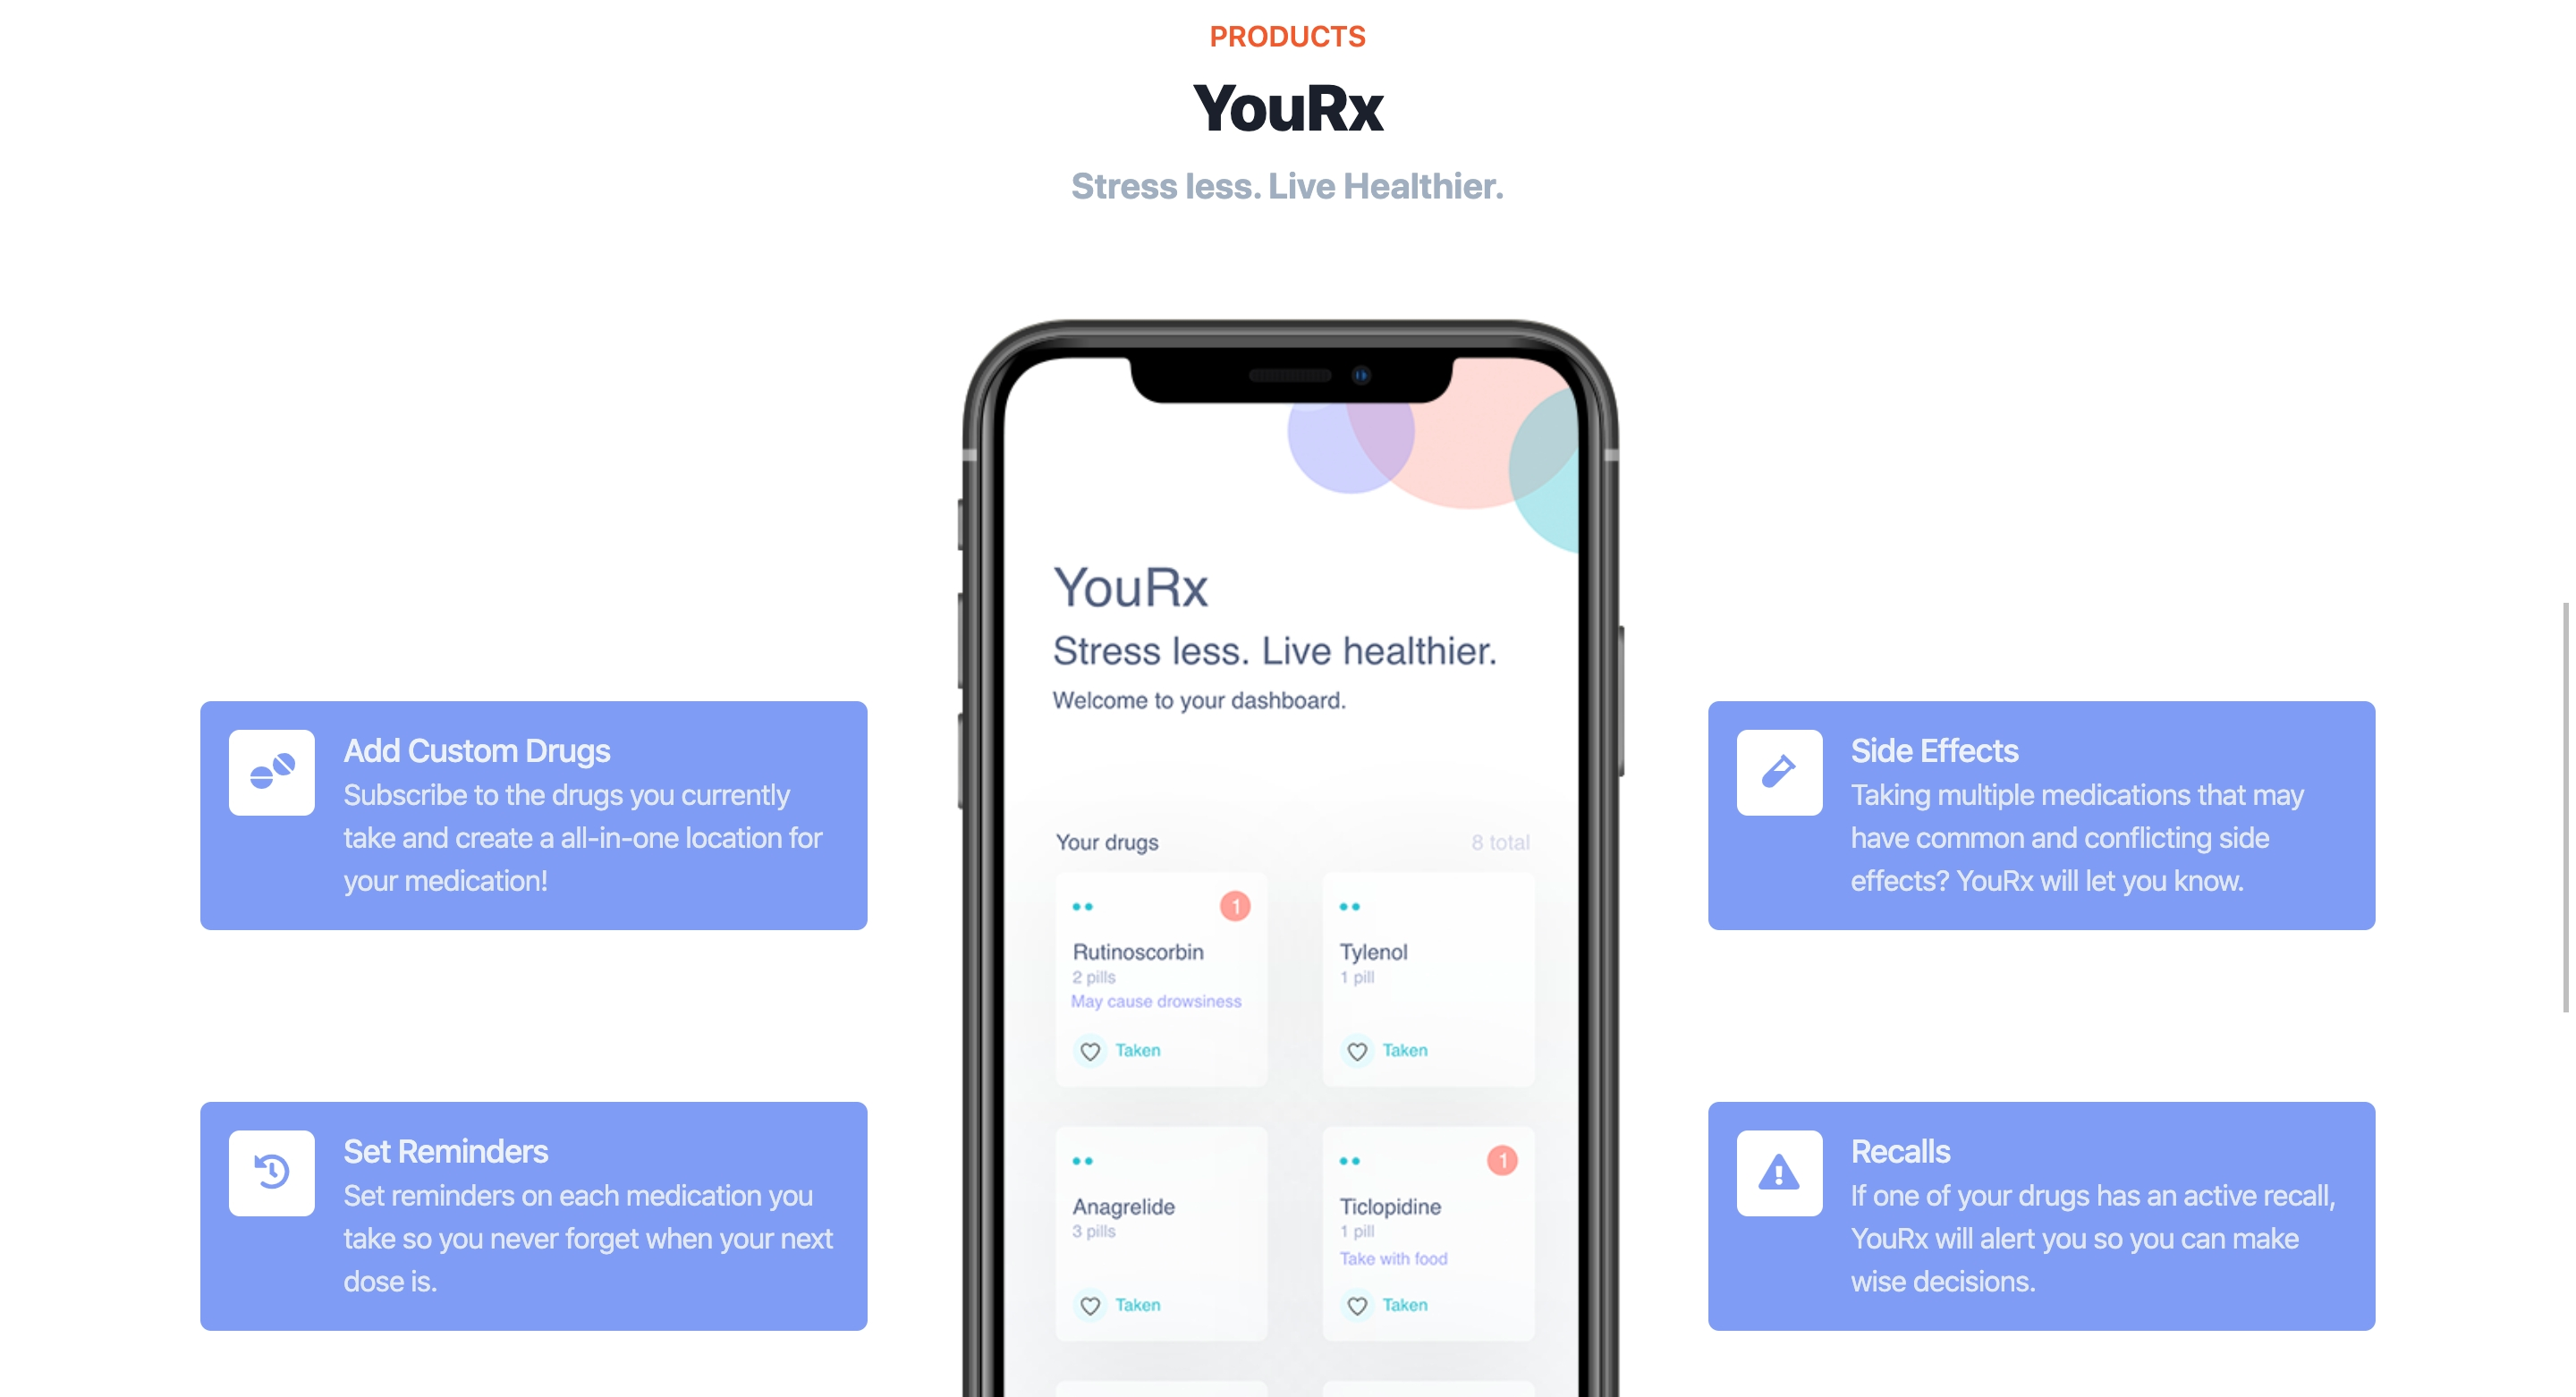 PRODUCTS
YouRx
Stress less. Live Healthier.
Add Custom Drugs
Subscribe to the drugs you currently
take and create a all-in-one location for
your medication!
Set Reminders
Set reminders on each medication you
take so you never forget when your next
dose is.
YouRx
Stress less. Live healthier.
Welcome to your dashboard.
Your drugs 8 total
1
Rutinoscorbin
2 pills
May cause drowsiness
Taken
Tylenol
1 pill
Taken
Anagrelide
3 pills
Taken
1
Ticlopidine
1 pill
Take with food
Taken
Side Effects
Taking multiple medications that may
have common and conflicting side
effects? YouRx will let you know.
Recalls
If one of your drugs has an active recall,
YouRx will alert you so you can make
wise decisions.